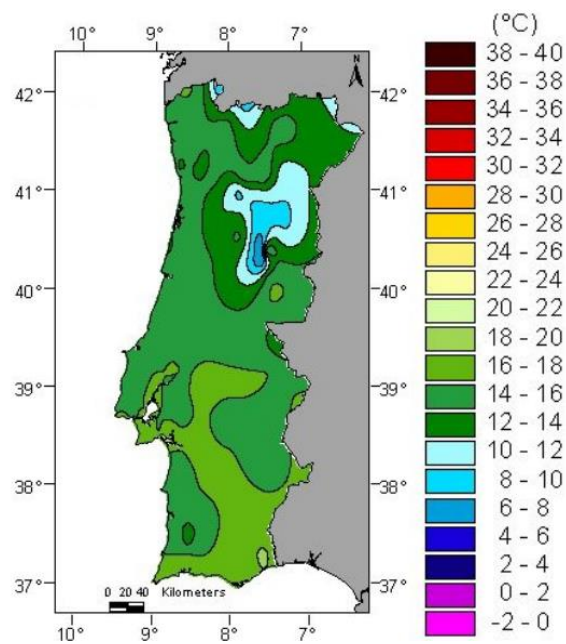 (°C)
10° 9° 8° 7°
N
42° 42°
41° 41°
40° 40°
39° 39°
38° 38°
37° 37°
0 20 40 Kilometers
10° 9° 8° 7°
38 - 40
36 - 38
34 - 36
32 - 34
30 - 32
28 - 30
26 - 28
24 - 26
22 - 24
20 - 22
18 - 20
16 - 18
14 - 16
12 - 14
10 - 12
8 - 10
6 - 8
4 - 6
2 - 4
0 - 2
-2 - 0